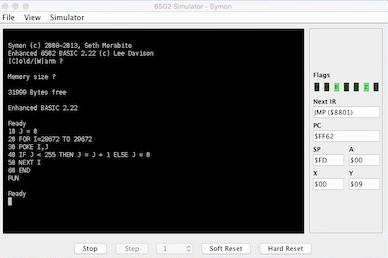 6502 Simulator - Symon
File View Simulator
Symon (c) 2000-2013, Seth Morabito
Enhanced 6502 BASIC 2.22 (c) Lee Davison
[C]old/[W]arm ?
Memory size ?
31999 Bytes free
Enhanced BASIC 2.22
Ready
10 J = 0
20 FOR I=28672 TO 29672
30 POKE I,J
40 IF J < 255 THEN J = J + 1 ELSE J = 0
50 NEXT I
60 END
RUN
Ready
Flags
Next IR
JMP ($8801)
PC
$FF62
SP A
$FD $00
X Y
$00 $09
Stop Step 1 Soft Reset Hard Reset